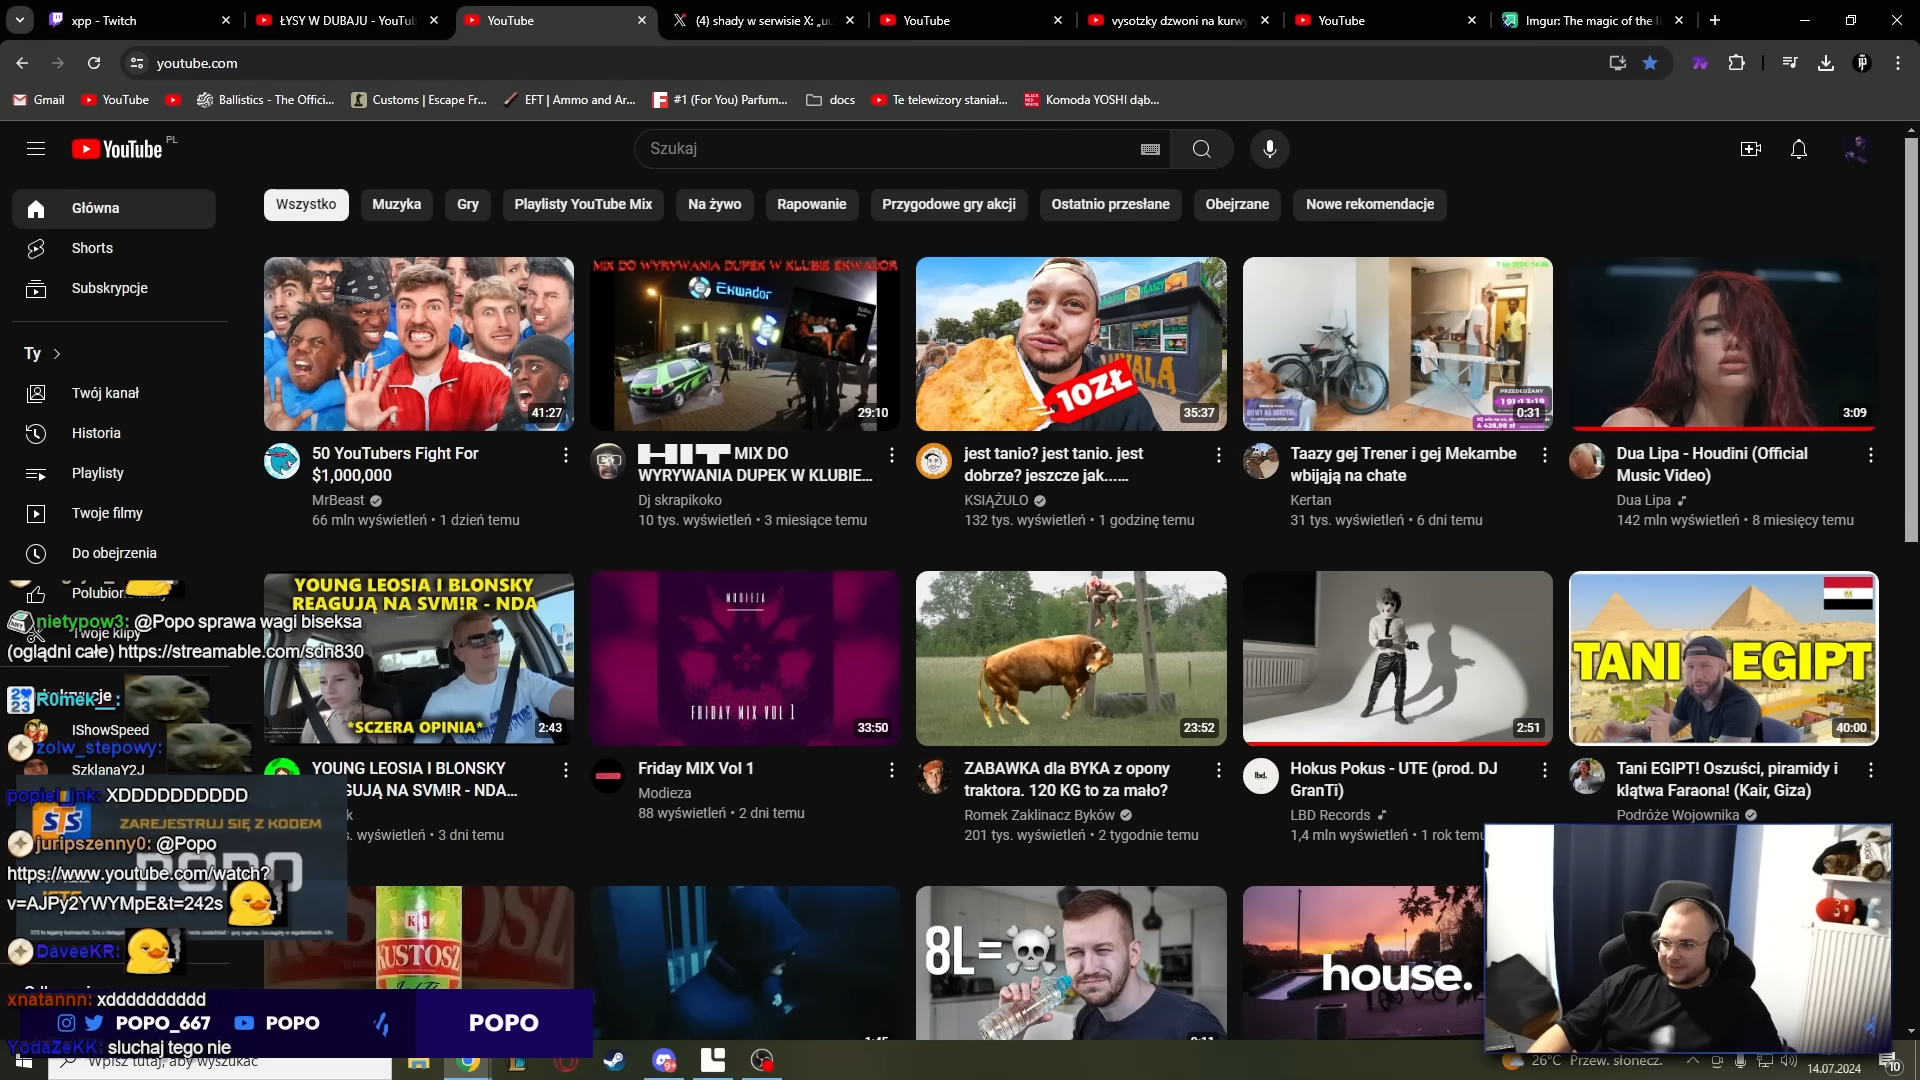 xpp - Twitch
ŁYSY W DUBAJU - YouTub
YouTube
(4) shady w serwisie X: „uu
YouTube
vysotzky dzwoni na kurwy
YouTube
Imgur: The magic of the I
youtube.com
Gmail
YouTube
Ballistics - The Offici...
Customs | Escape Fr...
EFT | Ammo and Ar...
#1 (For You) Parfum...
docs
Te telewizory staniał...
Komoda YOSHI dąb...
YouTube PL
Szukaj
Wszystko
Muzyka
Gry
Playlisty YouTube Mix
Na żywo
Rapowanie
Przygodowe gry akcji
Ostatnio przesłane
Obejrzane
Nowe rekomendacje
Główna
Shorts
Subskrypcje
Ty
Twój kanał
Historia
Playlisty
Twoje filmy
Do obejrzenia
Twoje klipy
IShowSpeed
SzklanaY2J
41:27
50 YouTubers Fight For
$1,000,000
MrBeast
66 mln wyświetleń • 1 dzień temu
MIX DO WYRYWANIA DUPEK W KLUBIE EKWADOR
Ekwador
29:10
HIT MIX DO
WYRYWANIA DUPEK W KLUBIE...
Dj skrapikoko
10 tys. wyświetleń • 3 miesiące temu
10ZŁ
35:37
jest tanio? jest tanio. jest
dobrze? jeszcze jak......
KSIĄŻULO
132 tys. wyświetleń • 1 godzinę temu
PRZEDŁUŻANY
4 428,98 zł
0:31
Taazy gej Trener i gej Mekambe
wbijają na chate
Kertan
31 tys. wyświetleń • 6 dni temu
3:09
Dua Lipa - Houdini (Official
Music Video)
Dua Lipa
142 mln wyświetleń • 8 miesięcy temu
YOUNG LEOSIA I BLONSKY
REAGUJĄ NA SVM!R - NDA
*SCZERA OPINIA*
2:43
YOUNG LEOSIA I BLONSKY
GUJĄ NA SVM!R - NDA...
k
s. wyświetleń • 3 dni temu
MODIEZA
FRIDAY MIX VOL 1
33:50
Friday MIX Vol 1
Modieza
88 wyświetleń • 2 dni temu
23:52
ZABAWKA dla BYKA z opony
traktora. 120 KG to za mało?
Romek Zaklinacz Byków
201 tys. wyświetleń • 2 tygodnie temu
2:51
lbd.
Hokus Pokus - UTE (prod. DJ
GranTi)
LBD Records
1,4 mln wyświetleń • 1 rok temu
TANI EGIPT
40:00
Tani EGIPT! Oszuści, piramidy i
klątwa Faraona! (Kair, Giza)
Podróże Wojownika
KUSTOSZ
8L=
house.
nietypow3: @Popo sprawa wagi biseksa
(oglądni całe) https://streamable.com/sdn830
R0mek__:
zolw_stepowy:
popiel_jnk: XDDDDDDDDDD
STS
ZAREJESTRUJ SIĘ Z KODEM
POPO
juripszenny0: @Popo
https://www.youtube.com/watch?
v=AJPy2YWYMpE&t=242s
DaveeKR:
xnatannn: xdddddddddd
POPO_667
POPO
POPO
YodaZeKK: sluchaj tego nie
Wpisz tutaj, aby wyszukać
26°C Przew. słonecz.
14.07.2024
10